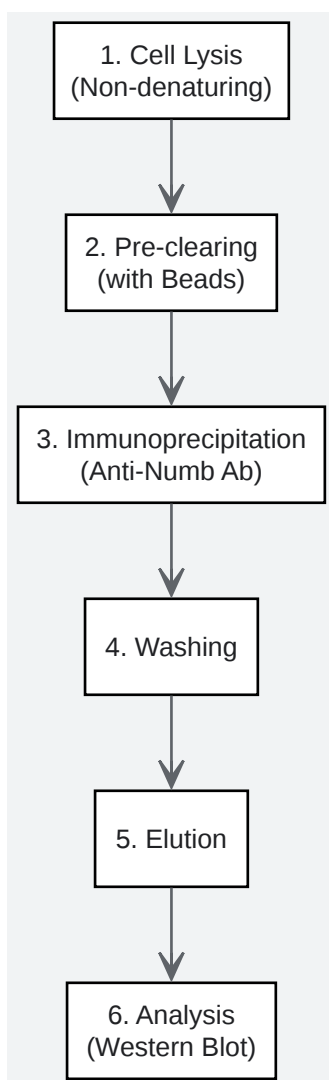 1. Cell Lysis
(Non-denaturing)
2. Pre-clearing
(with Beads)
3. Immunoprecipitation
(Anti-Numb Ab)
4. Washing
5. Elution
6. Analysis
(Western Blot)